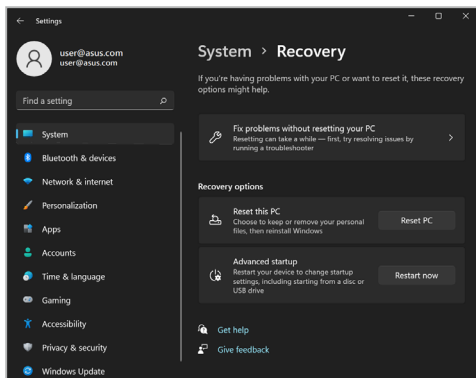 Settings
user@asus.com
user@asus.com
Find a setting
System
Bluetooth & devices
Network & internet
Personalization
Apps
Accounts
Time & language
Gaming
Accessibility
Privacy & security
Windows Update
System > Recovery
If you're having problems with your PC or want to reset it, these recovery
options might help.
Fix problems without resetting your PC
Resetting can take a while — first, try resolving issues by
running a troubleshooter
Recovery options
Reset this PC
Choose to keep or remove your personal
files, then reinstall Windows
Reset PC
Advanced startup
Restart your device to change startup
settings, including starting from a disc or
USB drive
Restart now
Get help
Give feedback